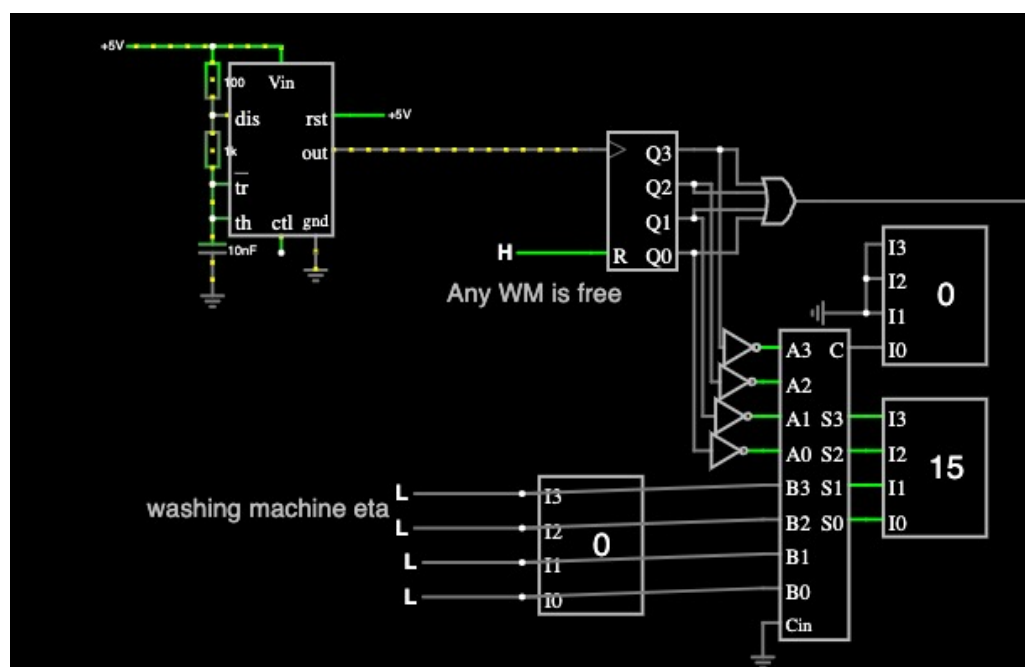 +5V
100
Vin
dis
rst
+5V
1k
out
tr
th
ctl
gnd
10nF
Q3
Q2
Q1
H
R
Q0
Any WM is free
I3
I2
0
I1
I0
A3
C
A2
A1
S3
I3
A0
S2
I2
15
B3
S1
I1
B2
S0
I0
B1
B0
Cin
washing machine eta
L
L
L
L
I3
I2
0
I1
I0